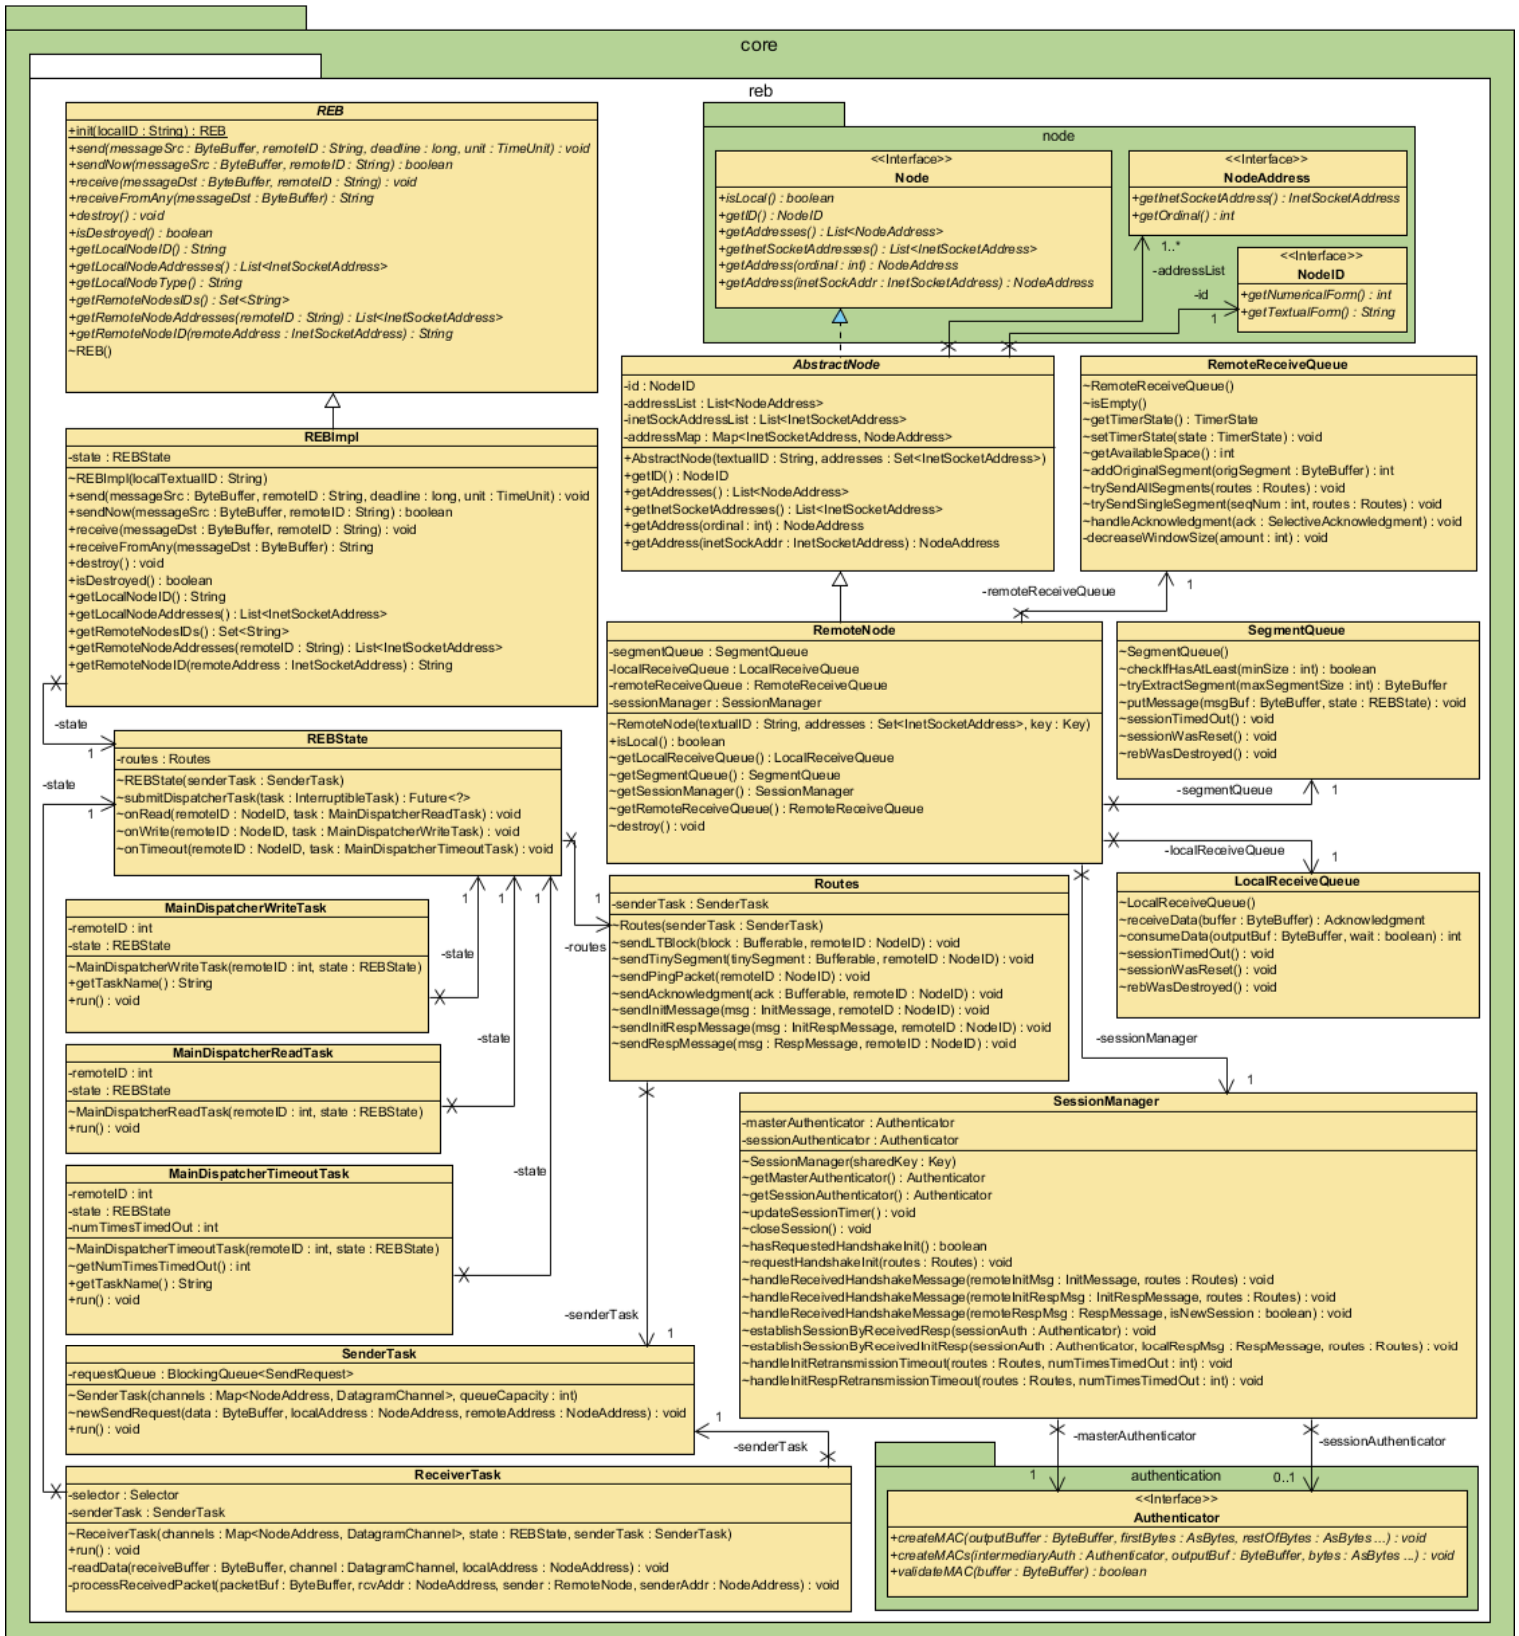 core
reb
REB
+init(localID : String) : REB
+send(messageSrc : ByteBuffer, remoteID : String, deadline : long, unit : TimeUnit) : void
+sendNow(messageSrc : ByteBuffer, remoteID : String) : boolean
+receive(messageDst : ByteBuffer, remoteID : String) : void
+receiveFromAny(messageDst : ByteBuffer) : String
+destroy() : void
+isDestroyed() : boolean
+getLocalNodeID() : String
+getLocalNodeAddresses() : List<InetSocketAddress>
+getLocalNodeType() : String
+getRemoteNodesIDs() : Set<String>
+getRemoteNodeAddresses(remoteID : String) : List<InetSocketAddress>
+getRemoteNodeID(remoteAddress : InetSocketAddress) : String
~REB()
node
<<Interface>>
Node
+isLocal() : boolean
+getID() : NodeID
+getAddresses() : List<NodeAddress>
+getInetSocketAddresses() : List<InetSocketAddress>
+getAddress(ordinal : int) : NodeAddress
+getAddress(inetSockAddr : InetSocketAddress) : NodeAddress
<<Interface>>
NodeAddress
+getInetSocketAddress() : InetSocketAddress
+getOrdinal() : int
1..*
-addressList
<<Interface>>
NodeID
+getNumericalForm() : int
+getTextualForm() : String
-id
1
AbstractNode
-id : NodeID
-addressList : List<NodeAddress>
-inetSockAddressList : List<InetSocketAddress>
-addressMap : Map<InetSocketAddress, NodeAddress>
+AbstractNode(textualID : String, addresses : Set<InetSocketAddress>)
+getID() : NodeID
+getAddresses() : List<NodeAddress>
+getInetSocketAddresses() : List<InetSocketAddress>
+getAddress(ordinal : int) : NodeAddress
+getAddress(inetSockAddr : InetSocketAddress) : NodeAddress
RemoteReceiveQueue
~RemoteReceiveQueue()
~isEmpty()
~getTimerState() : TimerState
~setTimerState(state : TimerState) : void
~getAvailableSpace() : int
~addOriginalSegment(origSegment : ByteBuffer) : int
~trySendAllSegments(routes : Routes) : void
~trySendSingleSegment(seqNum : int, routes : Routes) : void
~handleAcknowledgment(ack : SelectiveAcknowledgment) : void
-decreaseWindowSize(amount : int) : void
REBImpl
-state : REBState
~REBImpl(localTextualID : String)
+send(messageSrc : ByteBuffer, remoteID : String, deadline : long, unit : TimeUnit) : void
+sendNow(messageSrc : ByteBuffer, remoteID : String) : boolean
+receive(messageDst : ByteBuffer, remoteID : String) : void
+receiveFromAny(messageDst : ByteBuffer) : String
+destroy() : void
+isDestroyed() : boolean
+getLocalNodeID() : String
+getLocalNodeAddresses() : List<InetSocketAddress>
+getRemoteNodesIDs() : Set<String>
+getRemoteNodeAddresses(remoteID : String) : List<InetSocketAddress>
+getRemoteNodeID(remoteAddress : InetSocketAddress) : String
-remoteReceiveQueue
1
RemoteNode
-segmentQueue : SegmentQueue
-localReceiveQueue : LocalReceiveQueue
-remoteReceiveQueue : RemoteReceiveQueue
-sessionManager : SessionManager
~RemoteNode(textualID : String, addresses : Set<InetSocketAddress>, key : Key)
+isLocal() : boolean
~getLocalReceiveQueue() : LocalReceiveQueue
~getSegmentQueue() : SegmentQueue
~getSessionManager() : SessionManager
~getRemoteReceiveQueue() : RemoteReceiveQueue
~destroy() : void
SegmentQueue
~SegmentQueue()
~checkIfHasAtLeast(minSize : int) : boolean
~tryExtractSegment(maxSegmentSize : int) : ByteBuffer
~putMessage(msgBuf : ByteBuffer, state : REBState) : void
~sessionTimedOut() : void
~sessionWasReset() : void
~rebWasDestroyed() : void
-segmentQueue
1
-localReceiveQueue
1
-state
1
-state
1
REBState
-routes : Routes
~REBState(senderTask : SenderTask)
~submitDispatcherTask(task : InterruptibleTask) : Future<?>
~onRead(remoteID : NodeID, task : MainDispatcherReadTask) : void
~onWrite(remoteID : NodeID, task : MainDispatcherWriteTask) : void
~onTimeout(remoteID : NodeID, task : MainDispatcherTimeoutTask) : void
1
1
1
1
-routes
Routes
-senderTask : SenderTask
~Routes(senderTask : SenderTask)
~sendLTBlock(block : Bufferable, remoteID : NodeID) : void
~sendTinySegment(tinySegment : Bufferable, remoteID : NodeID) : void
~sendPingPacket(remoteID : NodeID) : void
~sendAcknowledgment(ack : Bufferable, remoteID : NodeID) : void
~sendInitMessage(msg : InitMessage, remoteID : NodeID) : void
~sendInitRespMessage(msg : InitRespMessage, remoteID : NodeID) : void
~sendRespMessage(msg : RespMessage, remoteID : NodeID) : void
LocalReceiveQueue
~LocalReceiveQueue()
~receiveData(buffer : ByteBuffer) : Acknowledgment
~consumeData(outputBuf : ByteBuffer, wait : boolean) : int
~sessionTimedOut() : void
~sessionWasReset() : void
~rebWasDestroyed() : void
MainDispatcherWriteTask
-remoteID : int
-state : REBState
~MainDispatcherWriteTask(remoteID : int, state : REBState)
+getTaskName() : String
+run() : void
-state
MainDispatcherReadTask
-remoteID : int
-state : REBState
~MainDispatcherReadTask(remoteID : int, state : REBState)
+run() : void
-state
MainDispatcherTimeoutTask
-remoteID : int
-state : REBState
-numTimesTimedOut : int
~MainDispatcherTimeoutTask(remoteID : int, state : REBState)
~getNumTimesTimedOut() : int
+getTaskName() : String
+run() : void
-state
-sessionManager
1
SessionManager
-masterAuthenticator : Authenticator
-sessionAuthenticator : Authenticator
~SessionManager(sharedKey : Key)
~getMasterAuthenticator() : Authenticator
~getSessionAuthenticator() : Authenticator
~updateSessionTimer() : void
~closeSession() : void
~hasRequestedHandshakeInit() : boolean
~requestHandshakeInit(routes : Routes) : void
~handleReceivedHandshakeMessage(remoteInitMsg : InitMessage, routes : Routes) : void
~handleReceivedHandshakeMessage(remoteInitRespMsg : InitRespMessage, routes : Routes) : void
~handleReceivedHandshakeMessage(remoteRespMsg : RespMessage, isNewSession : boolean) : void
~establishSessionByReceivedResp(sessionAuth : Authenticator) : void
~establishSessionByReceivedInitResp(sessionAuth : Authenticator, localRespMsg : RespMessage, routes : Routes) : void
~handleInitRetransmissionTimeout(routes : Routes, numTimesTimedOut : int) : void
~handleInitRespRetransmissionTimeout(routes : Routes, numTimesTimedOut : int) : void
-senderTask
1
SenderTask
-requestQueue : BlockingQueue<SendRequest>
~SenderTask(channels : Map<NodeAddress, DatagramChannel>, queueCapacity : int)
~newSendRequest(data : ByteBuffer, localAddress : NodeAddress, remoteAddress : NodeAddress) : void
+run() : void
1
-senderTask
ReceiverTask
-selector : Selector
-senderTask : SenderTask
~ReceiverTask(channels : Map<NodeAddress, DatagramChannel>, state : REBState, senderTask : SenderTask)
+run() : void
-readData(receiveBuffer : ByteBuffer, channel : DatagramChannel, localAddress : NodeAddress) : void
-processReceivedPacket(packetBuf : ByteBuffer, rcvAddr : NodeAddress, sender : RemoteNode, senderAddr : NodeAddress) : void
-masterAuthenticator
-sessionAuthenticator
1
authentication
0..1
<<Interface>>
Authenticator
+createMAC(outputBuffer : ByteBuffer, firstBytes : AsBytes, restOfBytes : AsBytes ...) : void
+createMACs(intermediaryAuth : Authenticator, outputBuf : ByteBuffer, bytes : AsBytes ...) : void
+validateMAC(buffer : ByteBuffer) : boolean